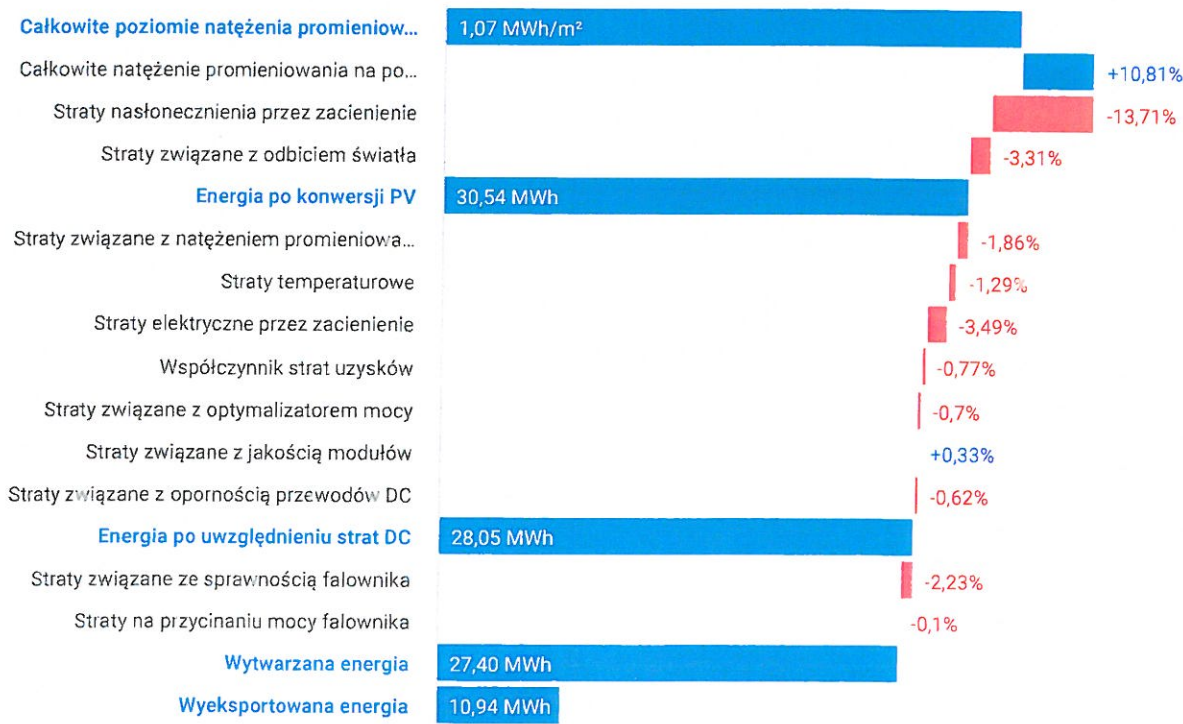 Całkowite poziomie natężenia promieniow... 1,07 MWh/m²
Całkowite natężenie promieniowania na po... +10,81%
Straty nasłonecznienia przez zacienienie -13,71%
Straty związane z odbiciem światła -3,31%
Energia po konwersji PV 30,54 MWh
Straty związane z natężeniem promieniowa... -1,86%
Straty temperaturowe -1,29%
Straty elektryczne przez zacienienie -3,49%
Współczynnik strat uzysków -0,77%
Straty związane z optymalizatorem mocy -0,7%
Straty związane z jakością modułów +0,33%
Straty związane z opornością przewodów DC -0,62%
Energia po uwzględnieniu strat DC 28,05 MWh
Straty związane ze sprawnością falownika -2,23%
Straty na przycinaniu mocy falownika -0,1%
Wytwarzana energia 27,40 MWh
Wyeksportowana energia 10,94 MWh